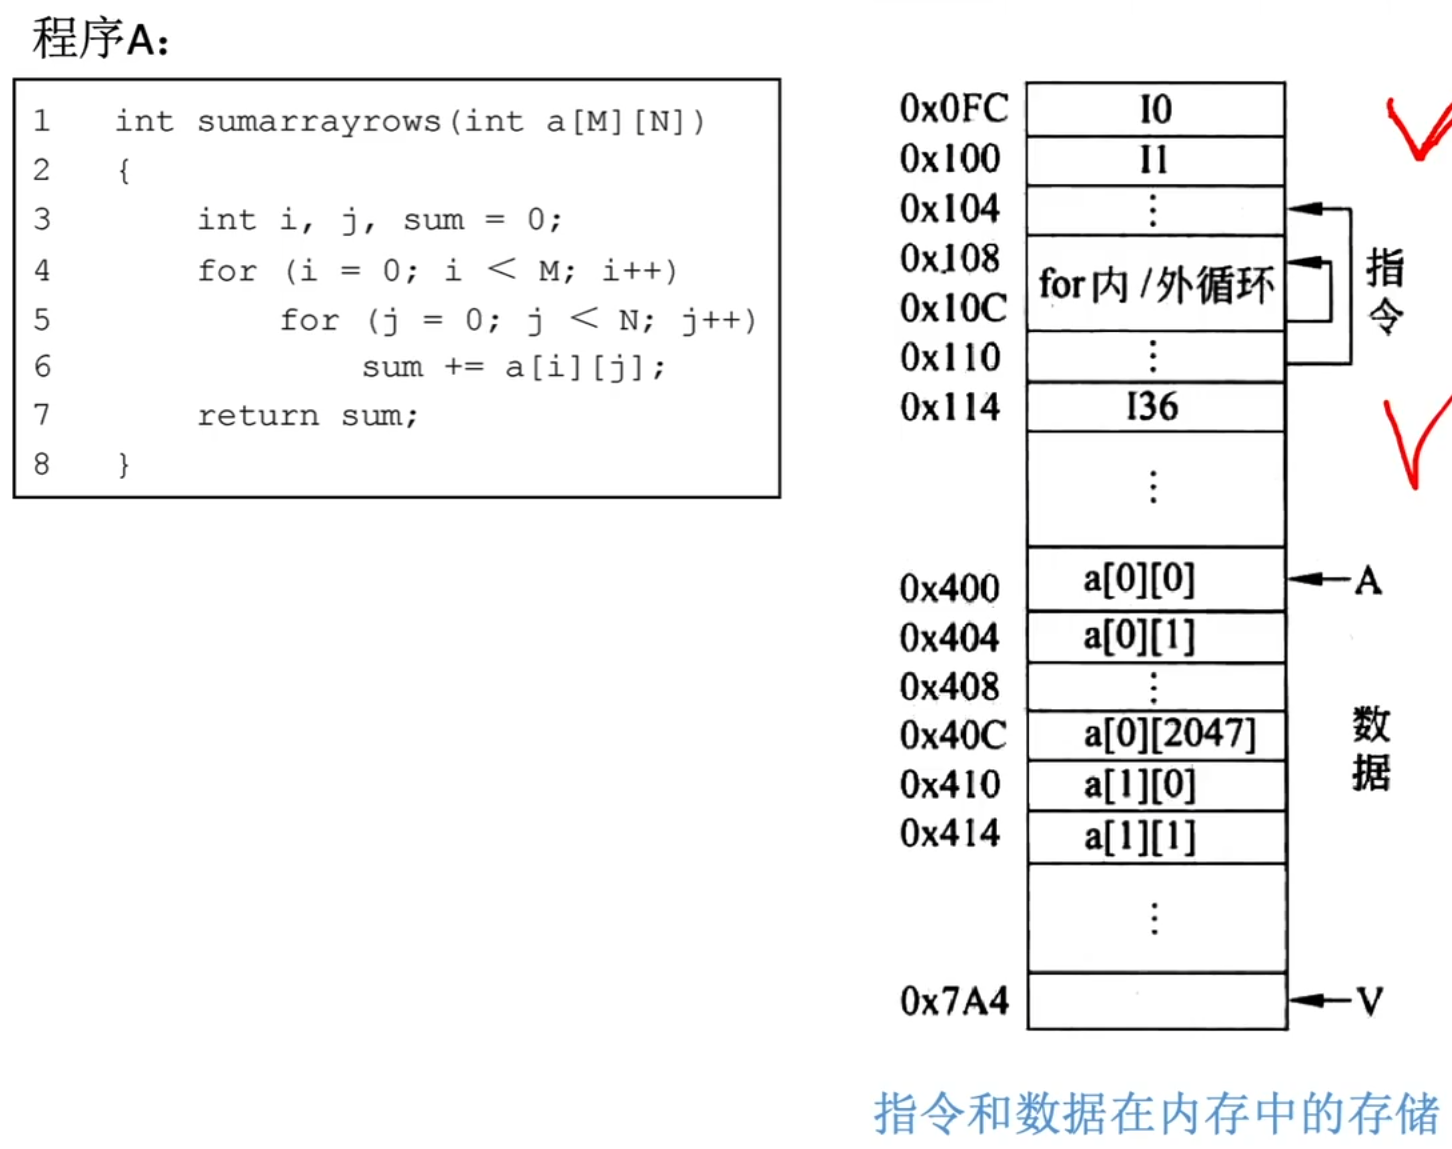 程序A：
1 int sumarrayrows(int a[M][N])
2 {
3 int i, j, sum = 0;
4 for (i = 0; i < M; i++)
5 for (j = 0; j < N; j++)
6 sum += a[i][j];
7 return sum;
8 }
0x0FC I0
0x100 I1
0x104 ⋮
0x108
for内/外循环
0x10C
0x110 ⋮
0x114 I36
⋮
指令
0x400 a[0][0] A
0x404 a[0][1]
0x408 ⋮
0x40C a[0][2047]
0x410 a[1][0]
0x414 a[1][1]
⋮
数据
0x7A4 V
指令和数据在内存中的存储